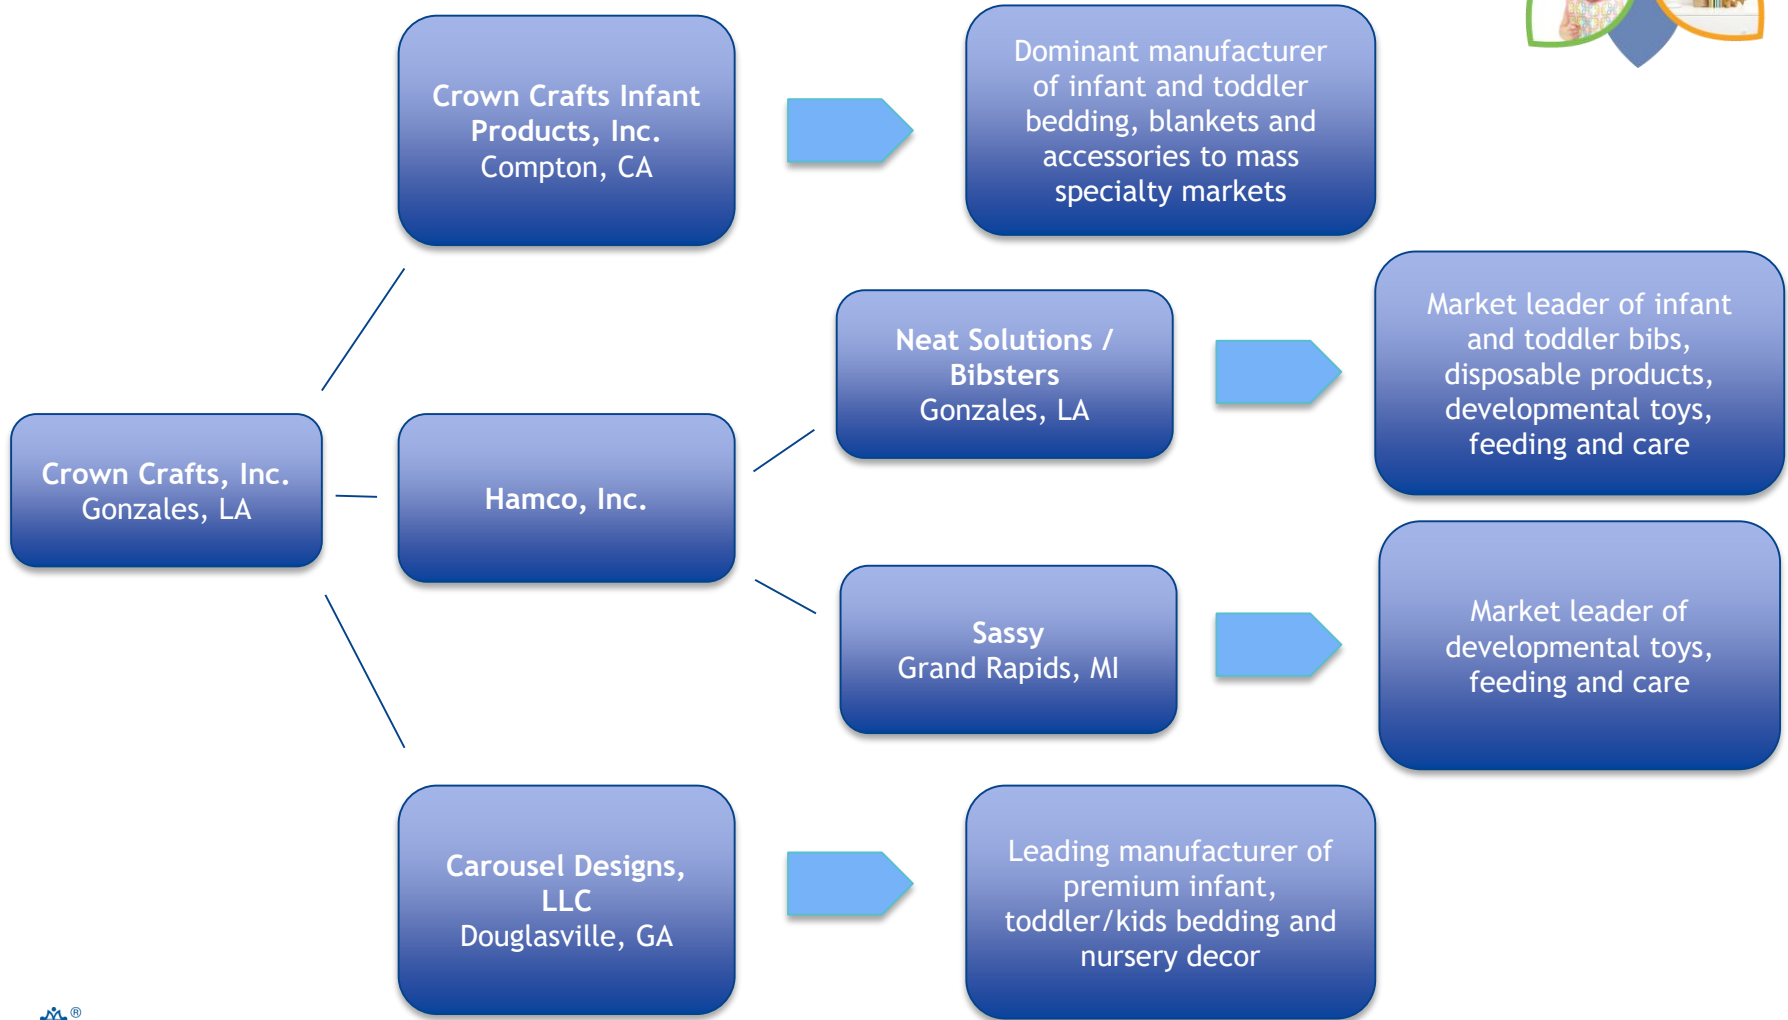 Crown Crafts Infant
Products, Inc.
Compton, CA
Dominant manufacturer
of infant and toddler
bedding, blankets and
accessories to mass
specialty markets
Neat Solutions /
Bibsters
Gonzales, LA
Market leader of infant
and toddler bibs,
disposable products,
developmental toys,
feeding and care
Crown Crafts, Inc.
Gonzales, LA
Hamco, Inc.
Sassy
Grand Rapids, MI
Market leader of
developmental toys,
feeding and care
Carousel Designs,
LLC
Douglasville, GA
Leading manufacturer of
premium infant,
toddler/kids bedding and
nursery decor
®